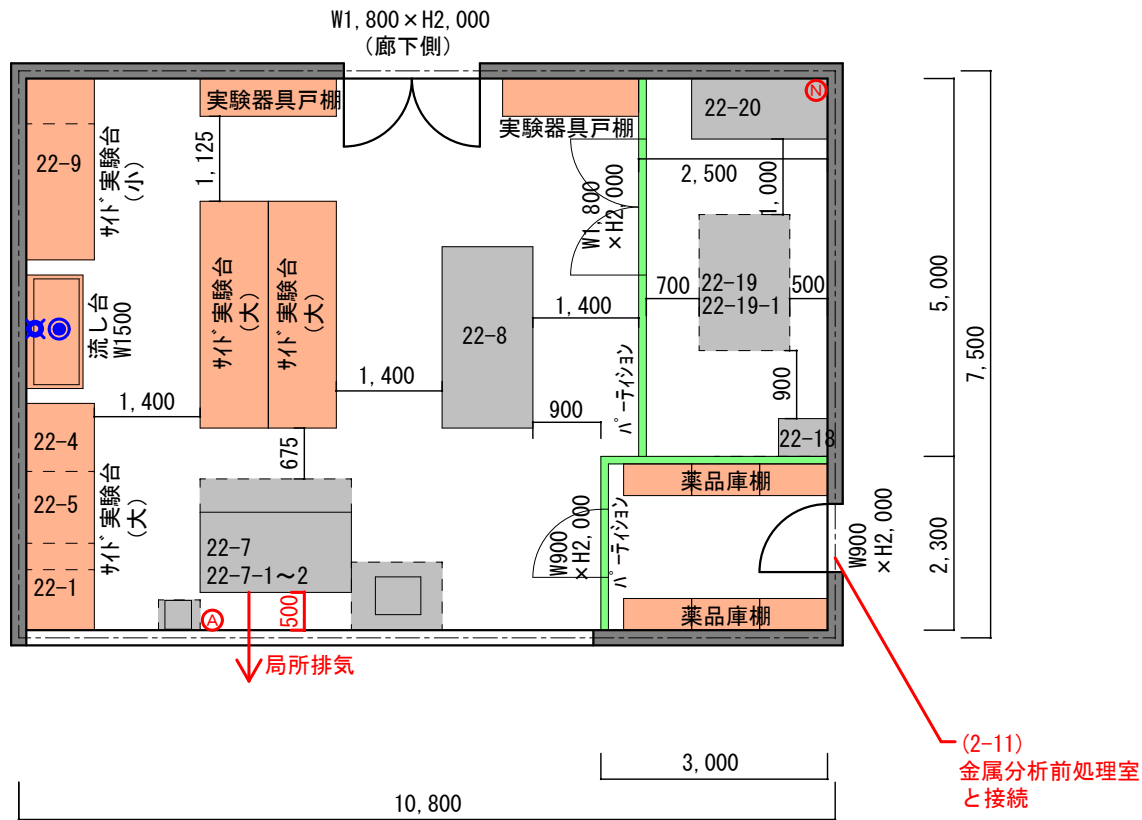 W1,800×H2,000
(廊下側)
実験器具戸棚
実験器具戸棚
22-20
N
22-9
ｻｲﾄﾞ実験台
(小)
1,125
2,500
1,000
W1,800
×H2,000
ｻｲﾄﾞ実験台
(大)
ｻｲﾄﾞ実験台
(大)
22-8
1,400
700
22-19
22-19-1
500
5,000
7,500
流し台
W1500
1,400
1,400
900
ﾊﾟｰﾃｨｼｮﾝ
900
22-18
22-4
22-5
22-1
ｻｲﾄﾞ実験台
(大)
675
22-7
22-7-1～2
A
500
局所排気
W900
×H2,000
ﾊﾟｰﾃｨｼｮﾝ
薬品庫棚
薬品庫棚
W900
×H2,000
2,300
(2-11)
金属分析前処理室
と接続
3,000
10,800